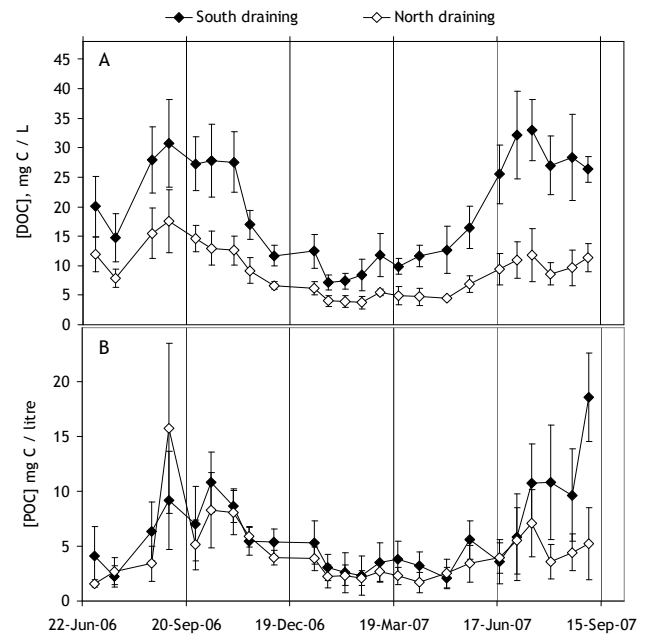 South draining North draining
A
[DOC], mg C / L
45
40
35
30
25
20
15
10
5
0
B
[POC] mg C / litre
20
15
10
5
0
22-Jun-06 20-Sep-06 19-Dec-06 19-Mar-07 17-Jun-07 15-Sep-07